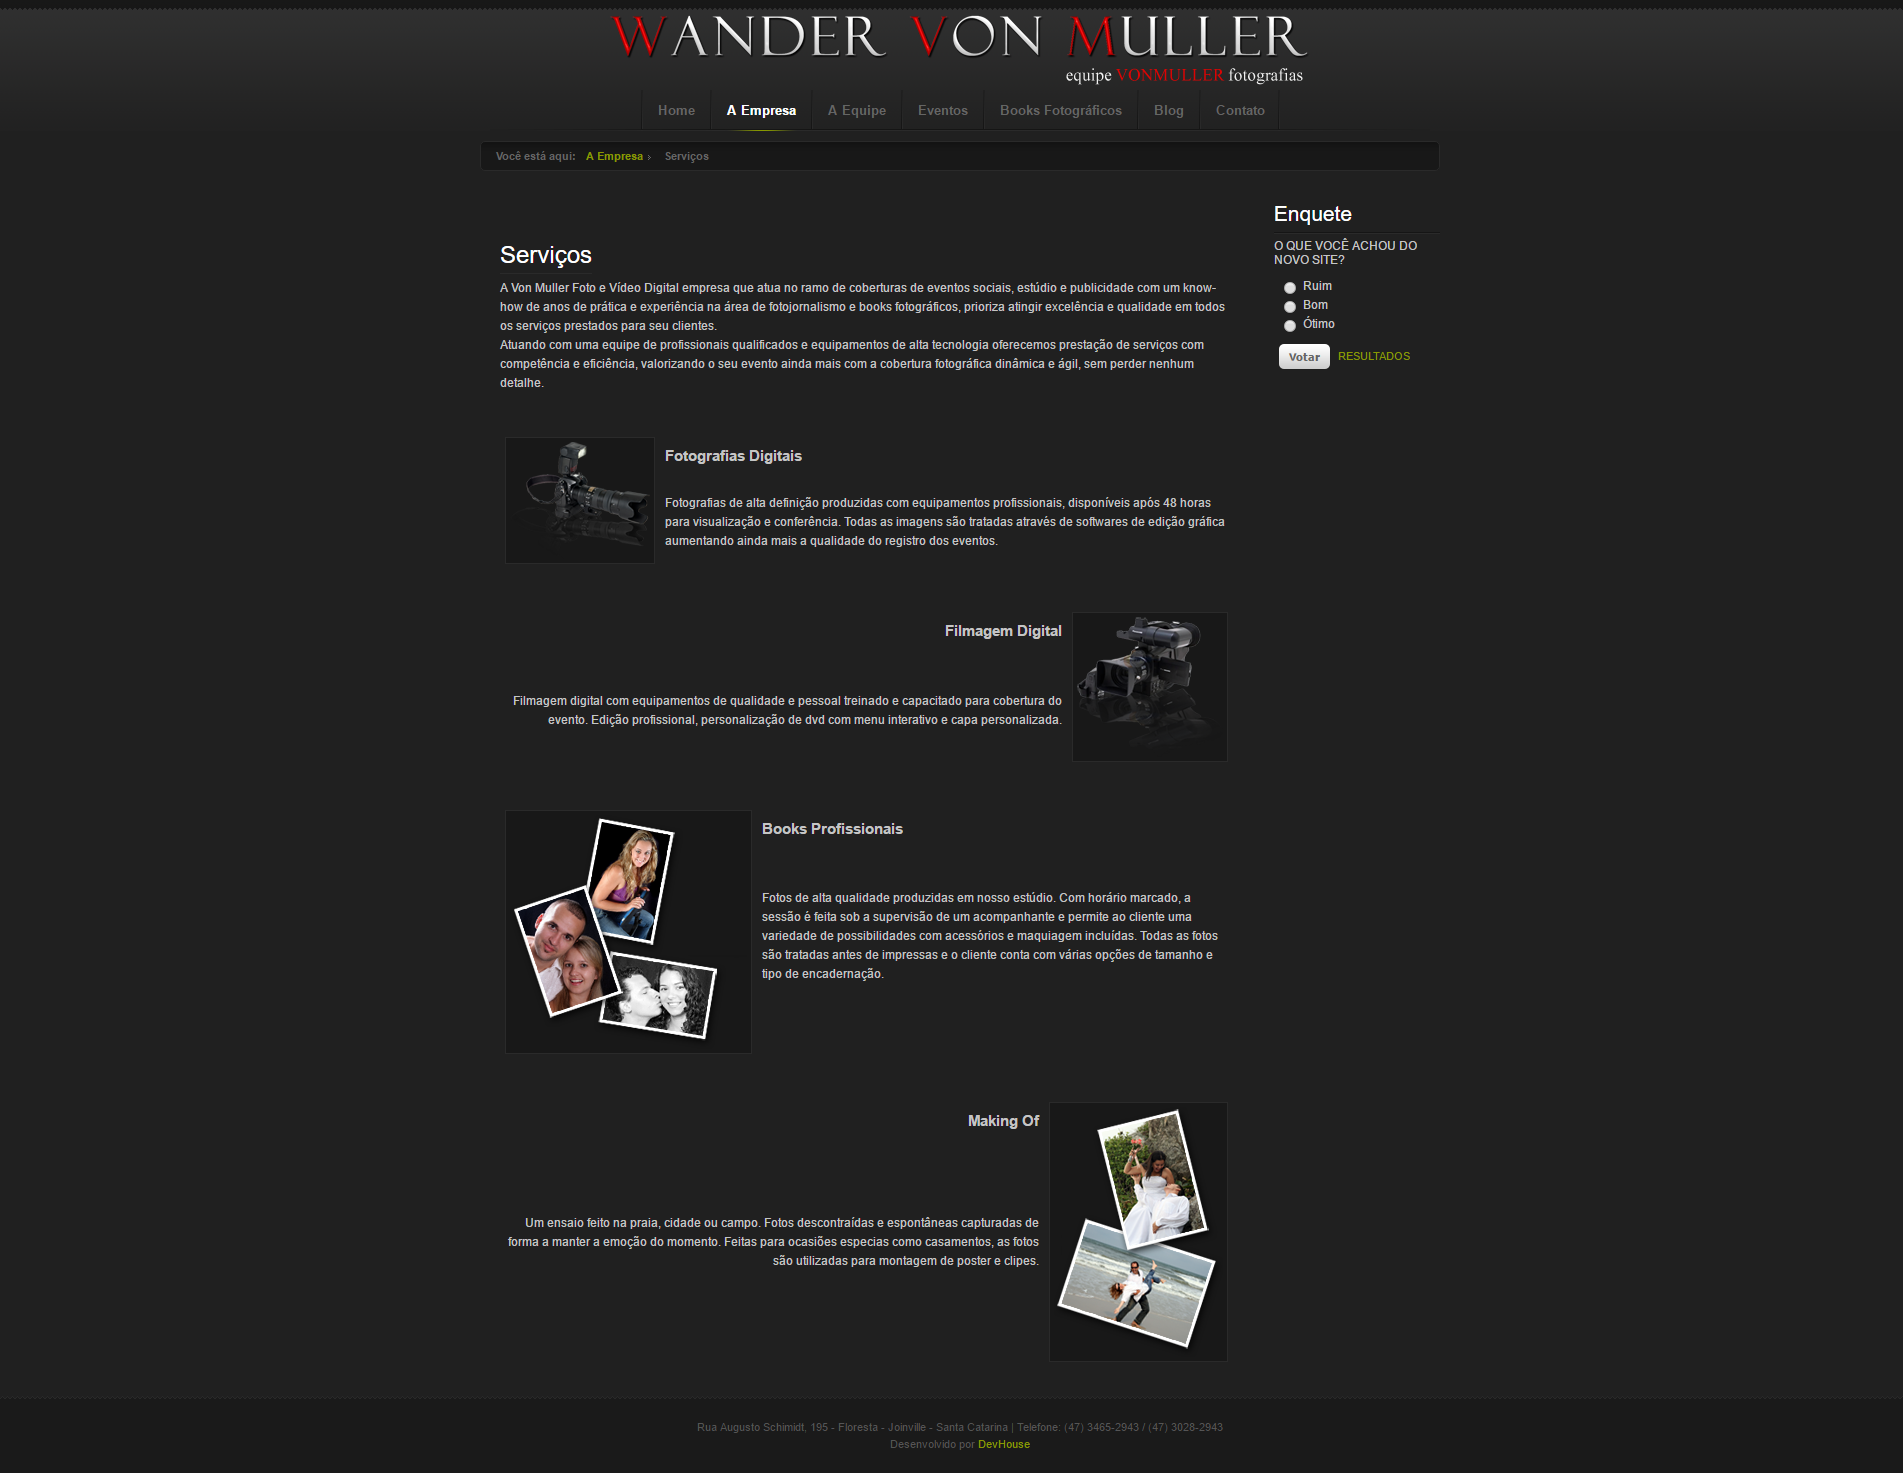 WANDER VON MULLER
equipe VONMULLER fotografias
Home A Empresa A Equipe Eventos Books Fotográficos Blog Contato
Você está aqui: A Empresa Serviços
Serviços
A Von Muller Foto e Vídeo Digital empresa que atua no ramo de coberturas de eventos sociais, estúdio e publicidade com um know-
how de anos de prática e experiência na área de fotojornalismo e books fotográficos, prioriza atingir excelência e qualidade em todos
os serviços prestados para seu clientes.
Atuando com uma equipe de profissionais qualificados e equipamentos de alta tecnologia oferecemos prestação de serviços com
competência e eficiência, valorizando o seu evento ainda mais com a cobertura fotográfica dinâmica e ágil, sem perder nenhum
detalhe.
Fotografias Digitais
Fotografias de alta definição produzidas com equipamentos profissionais, disponíveis após 48 horas
para visualização e conferência. Todas as imagens são tratadas através de softwares de edição gráfica
aumentando ainda mais a qualidade do registro dos eventos.
Filmagem Digital
Filmagem digital com equipamentos de qualidade e pessoal treinado e capacitado para cobertura do
evento. Edição profissional, personalização de dvd com menu interativo e capa personalizada.
Books Profissionais
Fotos de alta qualidade produzidas em nosso estúdio. Com horário marcado, a
sessão é feita sob a supervisão de um acompanhante e permite ao cliente uma
variedade de possibilidades com acessórios e maquiagem incluídas. Todas as fotos
são tratadas antes de impressas e o cliente conta com várias opções de tamanho e
tipo de encadernação.
Making Of
Um ensaio feito na praia, cidade ou campo. Fotos descontraídas e espontâneas capturadas de
forma a manter a emoção do momento. Feitas para ocasiões especias como casamentos, as fotos
são utilizadas para montagem de poster e clipes.
Enquete
O QUE VOCÊ ACHOU DO
NOVO SITE?
Ruim
Bom
Ótimo
Votar RESULTADOS
Rua Augusto Schimidt, 195 - Floresta - Joinville - Santa Catarina | Telefone: (47) 3465-2943 / (47) 3028-2943
Desenvolvido por DevHouse